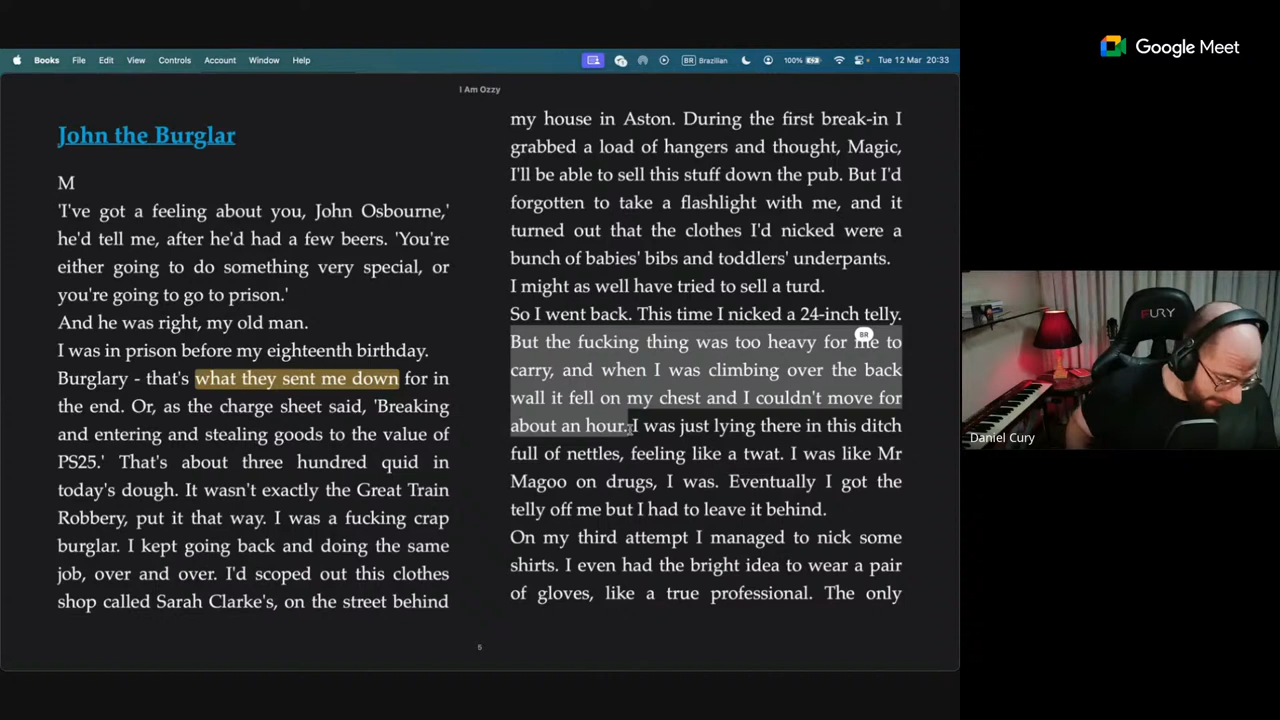 Google Meet
Books File Edit View Controls Account Window Help BR Brazilian 100% Tue 12 Mar 20:33
I Am Ozzy
John the Burglar
M
'I've got a feeling about you, John Osbourne,'
he'd tell me, after he'd had a few beers. 'You're
either going to do something very special, or
you're going to go to prison.'
And he was right, my old man.
I was in prison before my eighteenth birthday.
Burglary - that's what they sent me down for in
the end. Or, as the charge sheet said, 'Breaking
and entering and stealing goods to the value of
PS25.' That's about three hundred quid in
today's dough. It wasn't exactly the Great Train
Robbery, put it that way. I was a fucking crap
burglar. I kept going back and doing the same
job, over and over. I'd scoped out this clothes
shop called Sarah Clarke's, on the street behind
my house in Aston. During the first break-in I
grabbed a load of hangers and thought, Magic,
I'll be able to sell this stuff down the pub. But I'd
forgotten to take a flashlight with me, and it
turned out that the clothes I'd nicked were a
bunch of babies' bibs and toddlers' underpants.
I might as well have tried to sell a turd.
So I went back. This time I nicked a 24-inch telly.
But the fucking thing was too heavy for me to
carry, and when I was climbing over the back
wall it fell on my chest and I couldn't move for
about an hour. I was just lying there in this ditch
full of nettles, feeling like a twat. I was like Mr
Magoo on drugs, I was. Eventually I got the
telly off me but I had to leave it behind.
On my third attempt I managed to nick some
shirts. I even had the bright idea to wear a pair
of gloves, like a true professional. The only
BR
5
FURY
Daniel Cury